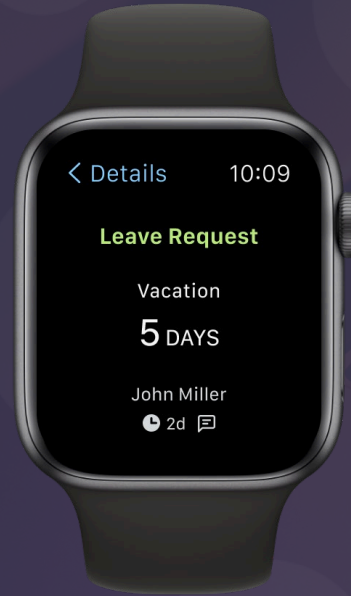 Details 10:09
Leave Request
Vacation
5 DAYS
John Miller
2d